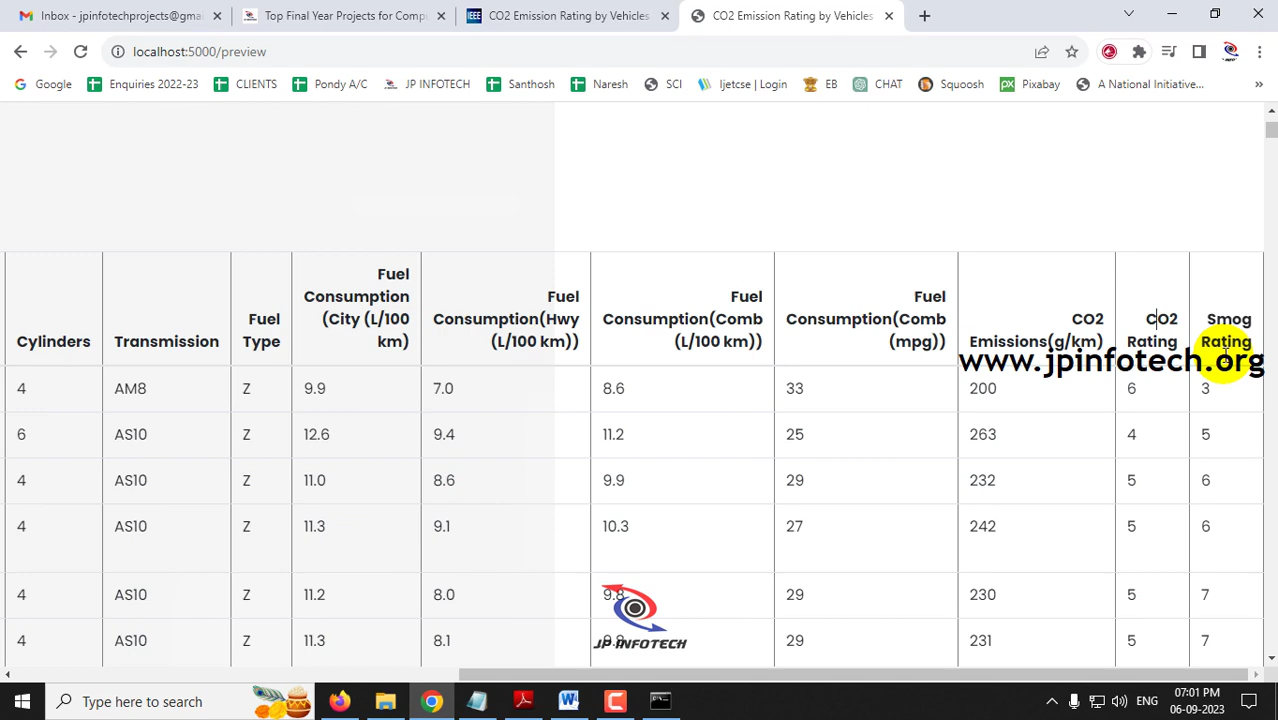 Inbox - jpinfotechprojects@gmai
Top Final Year Projects for Compu
IEEE CO2 Emission Rating by Vehicles
CO2 Emission Rating by Vehicles
localhost:5000/preview
Google
Enquiries 2022-23
CLIENTS
Pondy A/C
JP INFOTECH
Santhosh
Naresh
SCI
Ijetcse | Login
EB
CHAT
Squoosh
px Pixabay
A National Initiative...
»
Cylinders
Transmission
Fuel
Type
Fuel
Consumption
(City (L/100
km)
Fuel
Consumption(Hwy
(L/100 km))
Fuel
Consumption(Comb
(L/100 km))
Fuel
Consumption(Comb
(mpg))
CO2
Emissions(g/km)
CO2
Rating
Smog
Rating
www.jpinfotech.org
4 AM8 Z 9.9 7.0 8.6 33 200 6 3
6 AS10 Z 12.6 9.4 11.2 25 263 4 5
4 AS10 Z 11.0 8.6 9.9 29 232 5 6
4 AS10 Z 11.3 9.1 10.3 27 242 5 6
4 AS10 Z 11.2 8.0 9.8 29 230 5 7
4 AS10 Z 11.3 8.1 9.9 29 231 5 7
JP INFOTECH
Type here to search
ENG
07:01 PM
06-09-2023